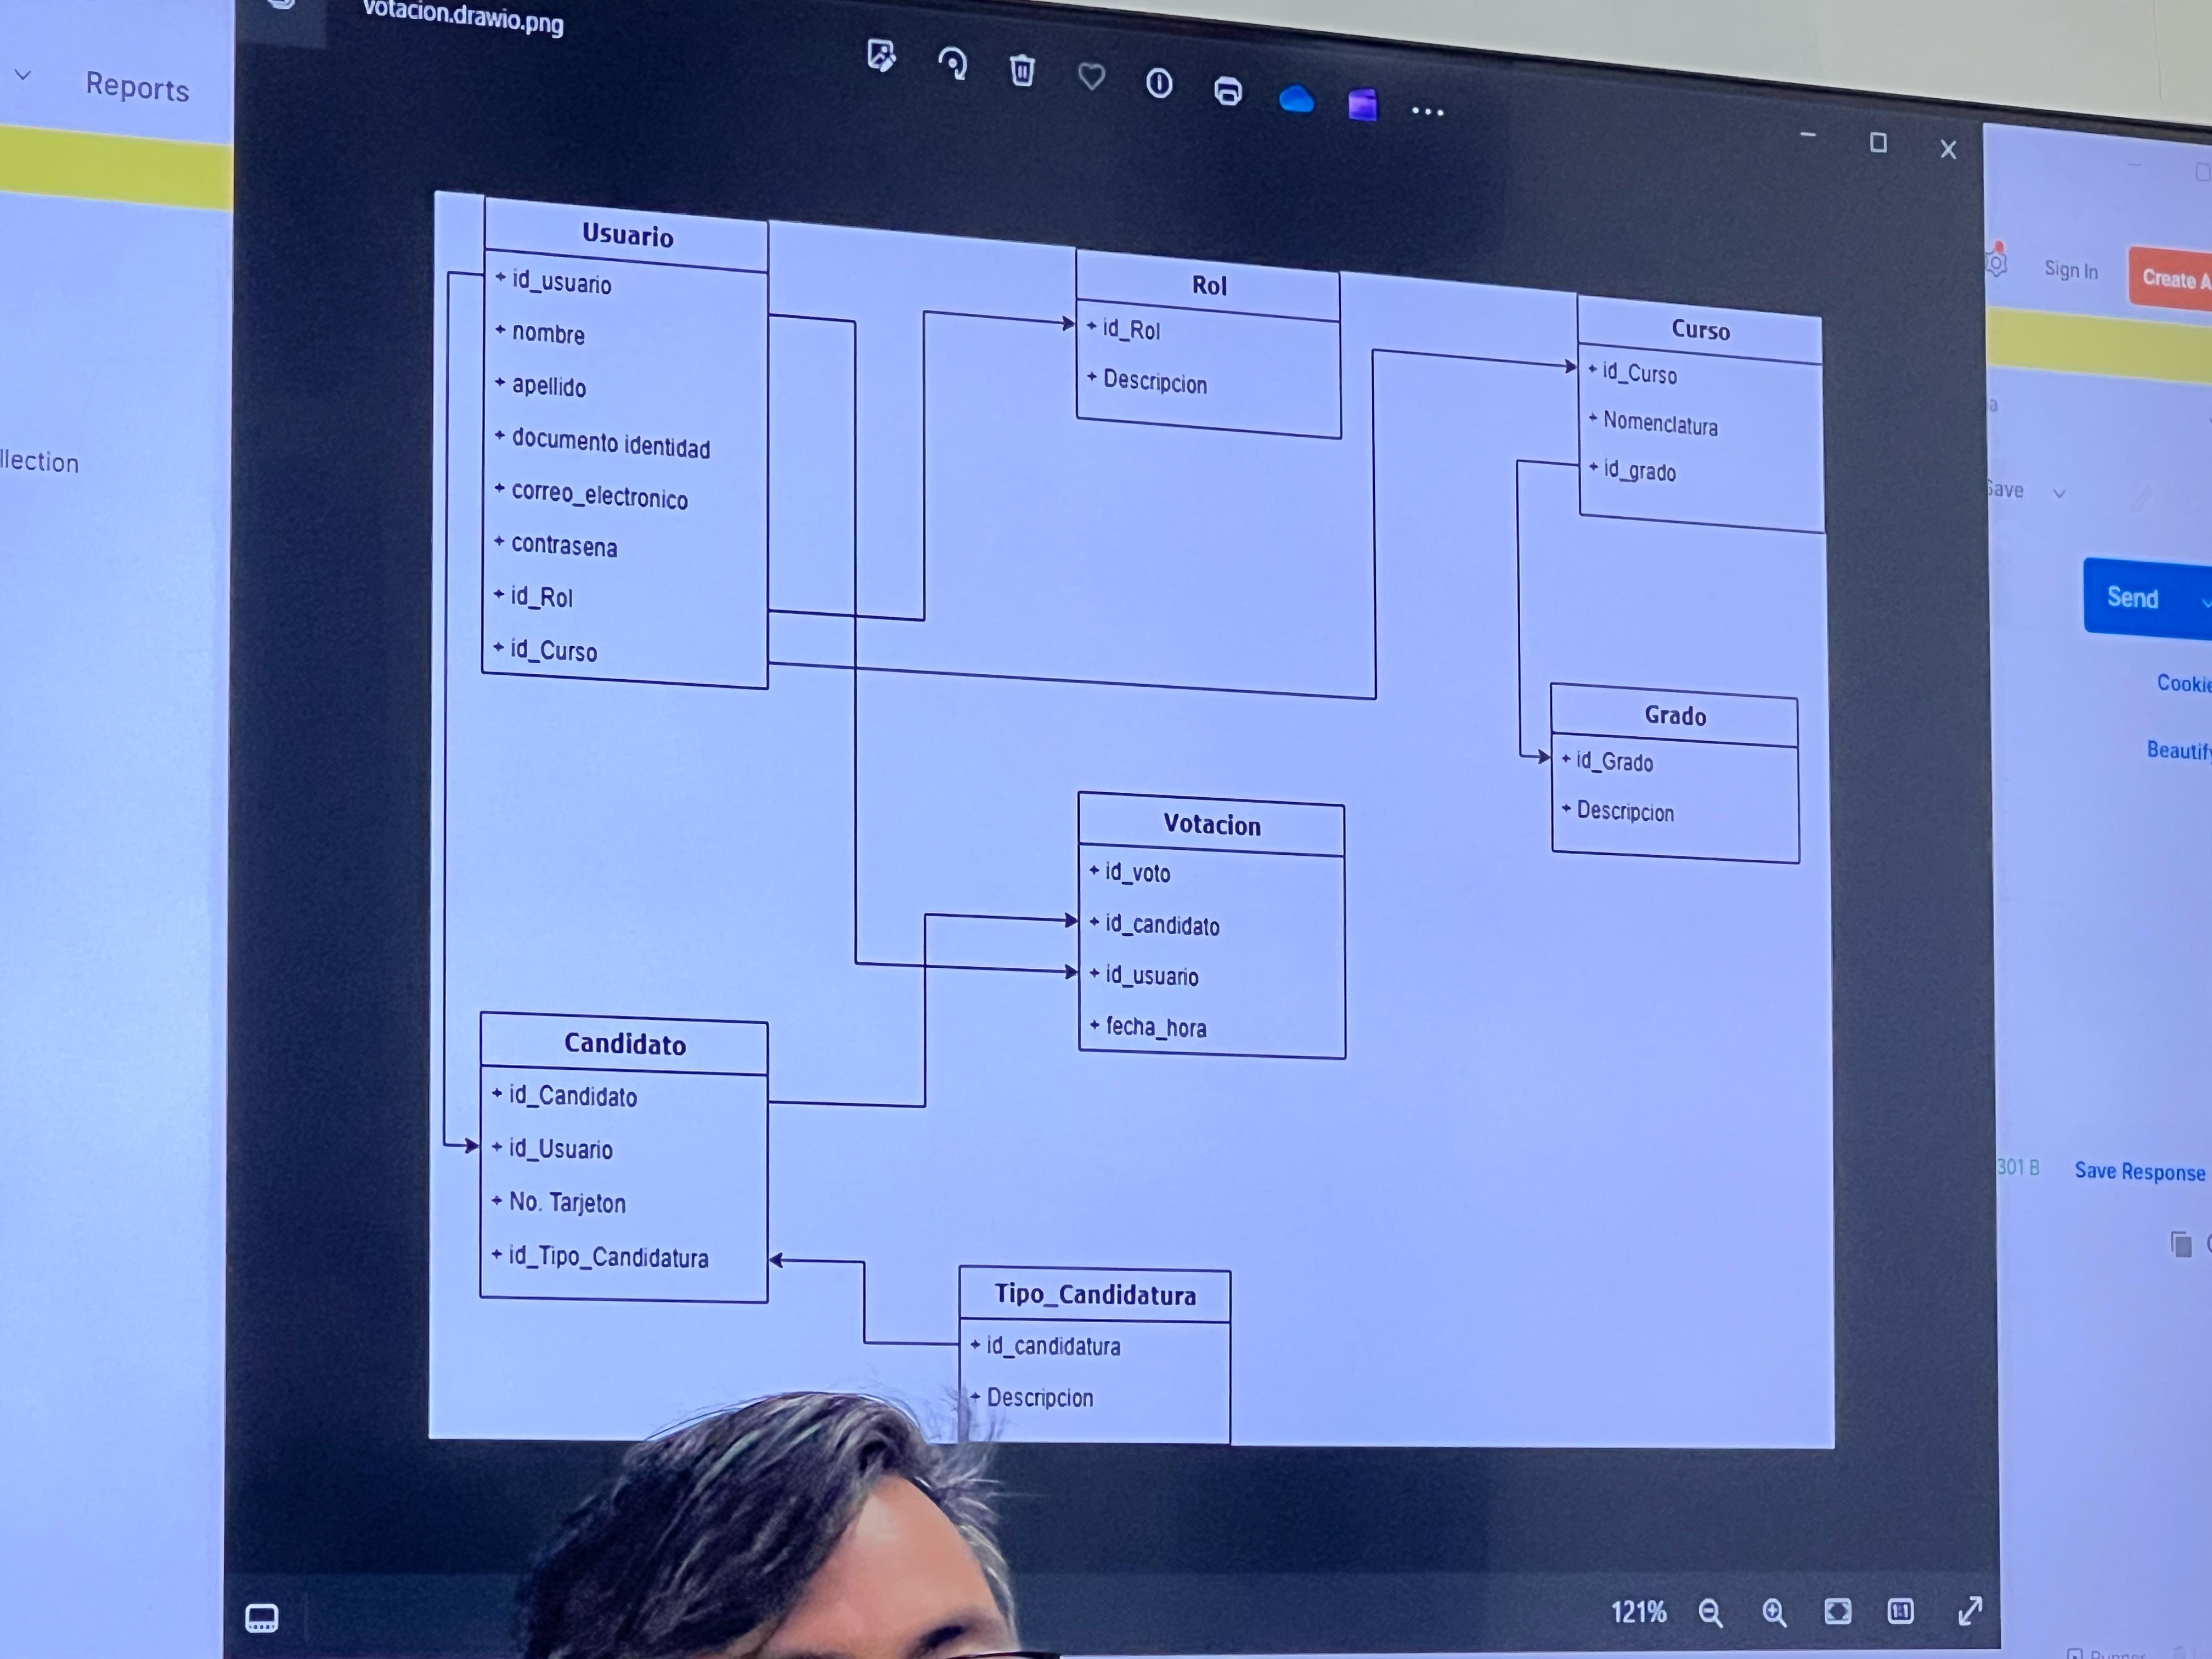 votacion.drawio.png
Reports
llection
Usuario
+ id_usuario
+ nombre
+ apellido
+ documento identidad
+ correo_electronico
+ contrasena
+ id_Rol
+ id_Curso
Rol
+ id_Rol
+ Descripcion
Curso
+ id_Curso
+ Nomenclatura
+ id_grado
Grado
+ id_Grado
+ Descripcion
Votacion
+ id_voto
+ id_candidato
+ id_usuario
+ fecha_hora
Candidato
+ id_Candidato
+ id_Usuario
+ No. Tarjeton
+ id_Tipo_Candidatura
Tipo_Candidatura
+ id_candidatura
+ Descripcion
Sign In
Create A
a
Save
Send
Cookie
Beautify
301 B
Save Response
121%